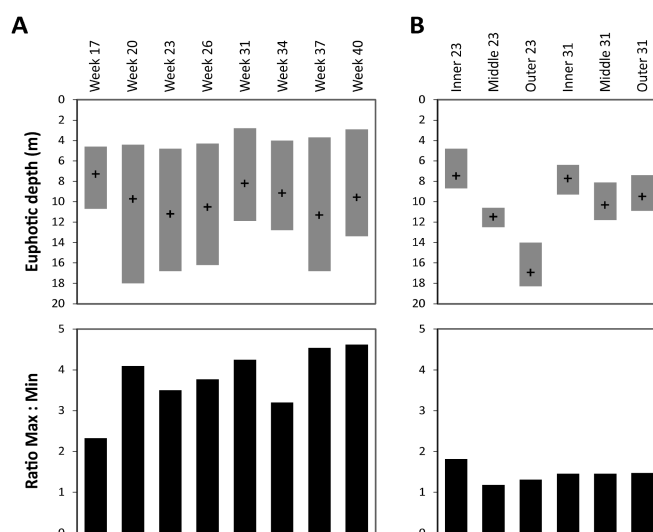 A
B
Week 17
Week 20
Week 23
Week 26
Week 31
Week 34
Week 37
Week 40
Inner 23
Middle 23
Outer 23
Inner 31
Middle 31
Outer 31
Euphotic depth (m)
0
2
4
6
8
10
12
14
16
18
20
0
2
4
6
8
10
12
14
16
18
20
Ratio Max : Min
5
4
3
2
1
0
5
4
3
2
1
0